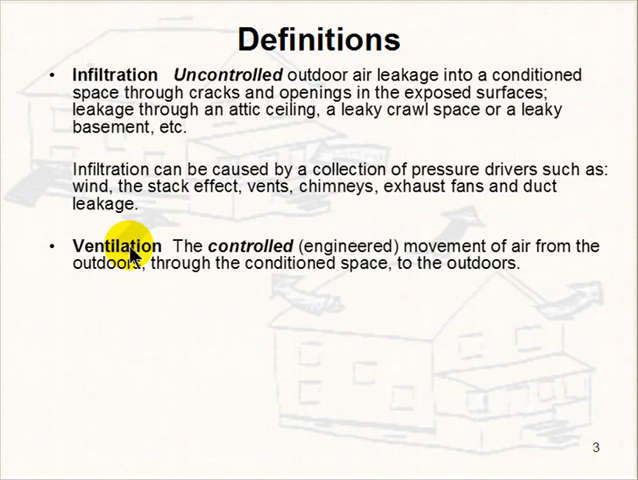 Definitions
• Infiltration Uncontrolled outdoor air leakage into a conditioned
space through cracks and openings in the exposed surfaces;
leakage through an attic ceiling, a leaky crawl space or a leaky
basement, etc.
Infiltration can be caused by a collection of pressure drivers such as:
wind, the stack effect, vents, chimneys, exhaust fans and duct
leakage.
• Ventilation The controlled (engineered) movement of air from the
outdoors, through the conditioned space, to the outdoors.
3